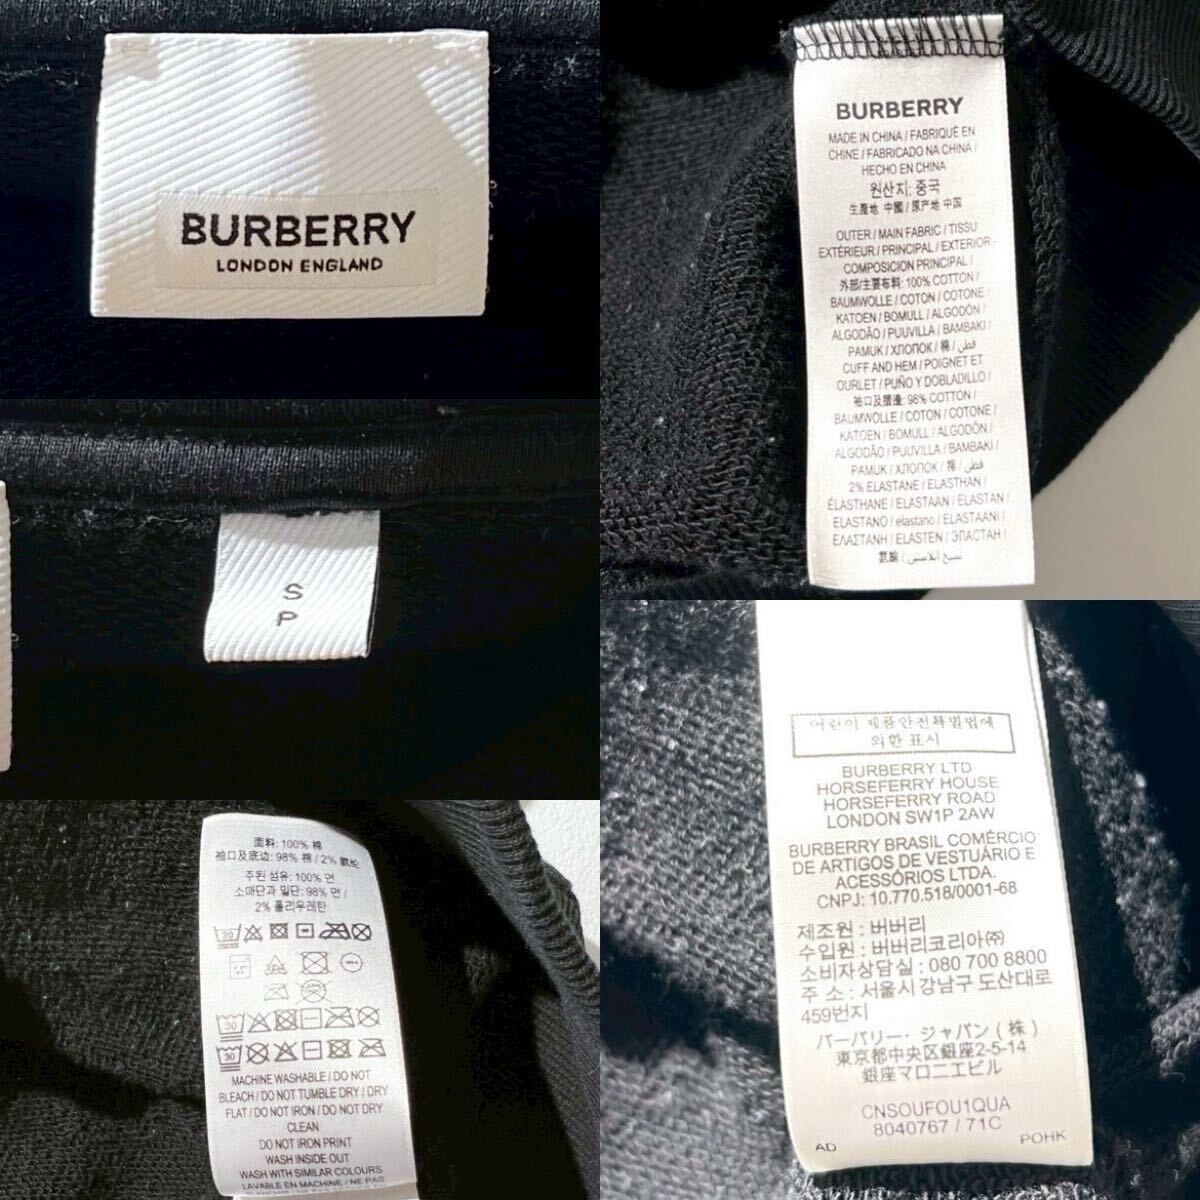 BURBERRY
LONDON ENGLAND
BURBERRY
MADE IN CHINA / FABRIQUÉ EN
CHINE / FABRICADO NA CHINA /
HECHO EN CHINA
원산지: 중국
生產地 中國 / 原产地 中国
OUTER / MAIN FABRIC / TISSU
EXTÉRIEUR / PRINCIPAL / EXTERIOR -
COMPOSICION PRINCIPAL /
外部/主要布料: 100% COTTON /
BAUMWOLLE / COTON / COTONE /
KATOEN / BOMULL / ALGODÓN /
ALGODÃO / PUUVILLA / BAMBAKI /
PAMUK / ХЛОПОК / 棉 / قطن /
CUFF AND HEM / POIGNET ET
OURLET / PUÑO Y DOBLADILLO /
袖口及摺邊: 98% COTTON /
BAUMWOLLE / COTON / COTONE /
KATOEN / BOMULL / ALGODÓN /
ALGODÃO / PUUVILLA / BAMBAKI /
PAMUK / ХЛОПОК / 棉 / قطن /
2% ELASTANE / ELASTHAN /
ÉLASTHANE / ELASTAAN / ELASTAN /
ELASTANO / elastano / ELASTAANI /
ΕΛΑΣΤΑΝΗ / ELASTEN / ЭЛАСТАН /
S
P
面料: 100% 棉
袖口及底边: 98% 棉 / 2% 氨纶
주된 섬유: 100% 면
소매단과 밑단: 98% 면 /
2% 폴리우레탄
30
30
30
MACHINE WASHABLE / DO NOT
BLEACH / DO NOT TUMBLE DRY / DRY
FLAT / DO NOT IRON / DO NOT DRY
CLEAN
DO NOT IRON PRINT
WASH INSIDE OUT
WASH WITH SIMILAR COLOURS
LAVABLE EN MACHINE / NE PAS
어린이 제품안전특별법에
의한 표시
BURBERRY LTD
HORSEFERRY HOUSE
HORSEFERRY ROAD
LONDON SW1P 2AW
BURBERRY BRASIL COMÉRCIO
DE ARTIGOS DE VESTUÁRIO E
ACESSÓRIOS LTDA.
CNPJ: 10.770.518/0001-68
제조원 : 버버리
수입원 : 버버리코리아㈜
소비자상담실 : 080 700 8800
주 소 : 서울시 강남구 도산대로
459번지
バーバリー・ジャパン(株)
東京都中央区銀座2-5-14
銀座マロニエビル
CNSOUFOU1QUA
8040767 / 71C
AD
POHK